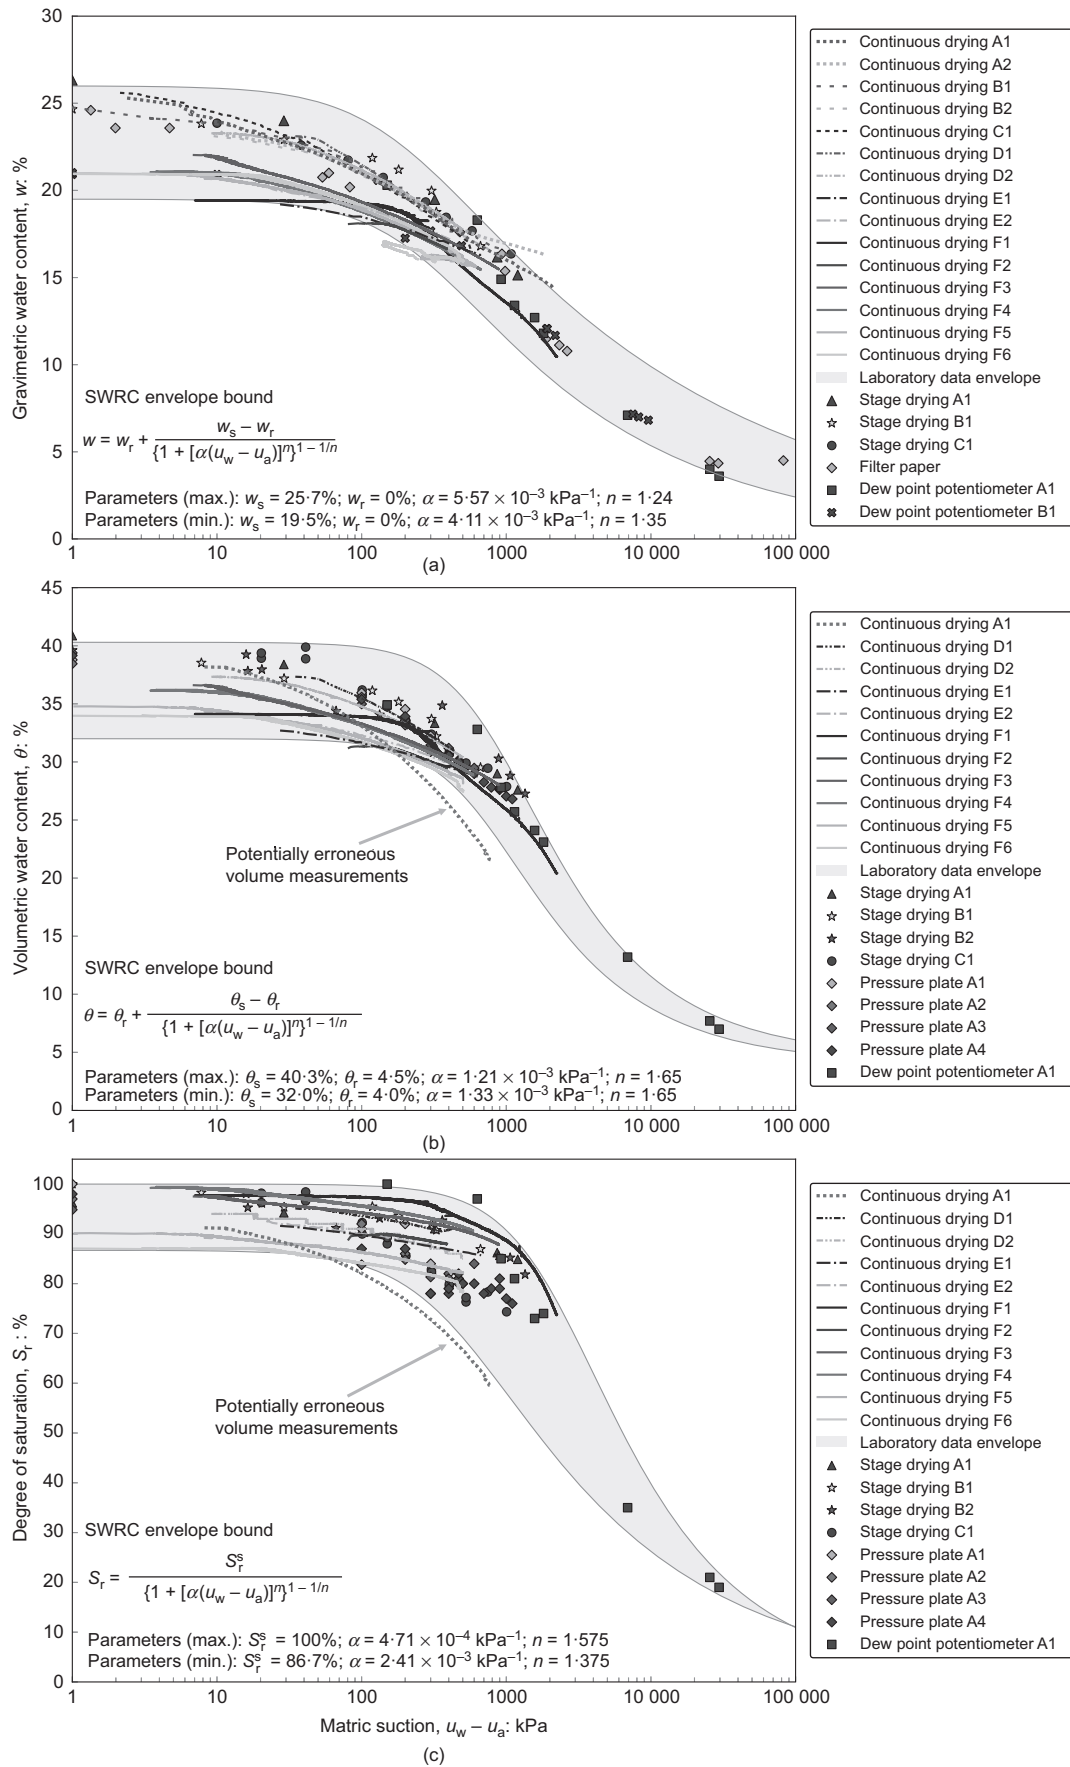 30
25
20
15
10
5
0
Gravimetric water content, w: %
SWRC envelope bound
w = wr + (ws – wr) / {1 + [α(uw – ua)]ⁿ}¹ ⁻ ¹/ⁿ
Parameters (max.): ws = 25·7%; wr = 0%; α = 5·57 × 10⁻³ kPa⁻¹; n = 1·24
Parameters (min.): ws = 19·5%; wr = 0%; α = 4·11 × 10⁻³ kPa⁻¹; n = 1·35
1 10 100 1000 10 000 100 000
(a)
Continuous drying A1
Continuous drying A2
Continuous drying B1
Continuous drying B2
Continuous drying C1
Continuous drying D1
Continuous drying D2
Continuous drying E1
Continuous drying E2
Continuous drying F1
Continuous drying F2
Continuous drying F3
Continuous drying F4
Continuous drying F5
Continuous drying F6
Laboratory data envelope
Stage drying A1
Stage drying B1
Stage drying C1
Filter paper
Dew point potentiometer A1
Dew point potentiometer B1
45
40
35
30
25
20
15
10
5
0
Volumetric water content, θ: %
Potentially erroneous
volume measurements
SWRC envelope bound
θ = θr + (θs – θr) / {1 + [α(uw – ua)]ⁿ}¹ ⁻ ¹/ⁿ
Parameters (max.): θs = 40·3%; θr = 4·5%; α = 1·21 × 10⁻³ kPa⁻¹; n = 1·65
Parameters (min.): θs = 32·0%; θr = 4·0%; α = 1·33 × 10⁻³ kPa⁻¹; n = 1·65
1 10 100 1000 10 000 100 000
(b)
Continuous drying A1
Continuous drying D1
Continuous drying D2
Continuous drying E1
Continuous drying E2
Continuous drying F1
Continuous drying F2
Continuous drying F3
Continuous drying F4
Continuous drying F5
Continuous drying F6
Laboratory data envelope
Stage drying A1
Stage drying B1
Stage drying B2
Stage drying C1
Pressure plate A1
Pressure plate A2
Pressure plate A3
Pressure plate A4
Dew point potentiometer A1
100
90
80
70
60
50
40
30
20
10
0
Degree of saturation, Sr : %
Potentially erroneous
volume measurements
SWRC envelope bound
Sr = Srˢ / {1 + [α(uw – ua)]ⁿ}¹ ⁻ ¹/ⁿ
Parameters (max.): Srˢ = 100%; α = 4·71 × 10⁻⁴ kPa⁻¹; n = 1·575
Parameters (min.): Srˢ = 86·7%; α = 2·41 × 10⁻³ kPa⁻¹; n = 1·375
1 10 100 1000 10 000 100 000
Matric suction, uw – ua: kPa
(c)
Continuous drying A1
Continuous drying D1
Continuous drying D2
Continuous drying E1
Continuous drying E2
Continuous drying F1
Continuous drying F2
Continuous drying F3
Continuous drying F4
Continuous drying F5
Continuous drying F6
Laboratory data envelope
Stage drying A1
Stage drying B1
Stage drying B2
Stage drying C1
Pressure plate A1
Pressure plate A2
Pressure plate A3
Pressure plate A4
Dew point potentiometer A1